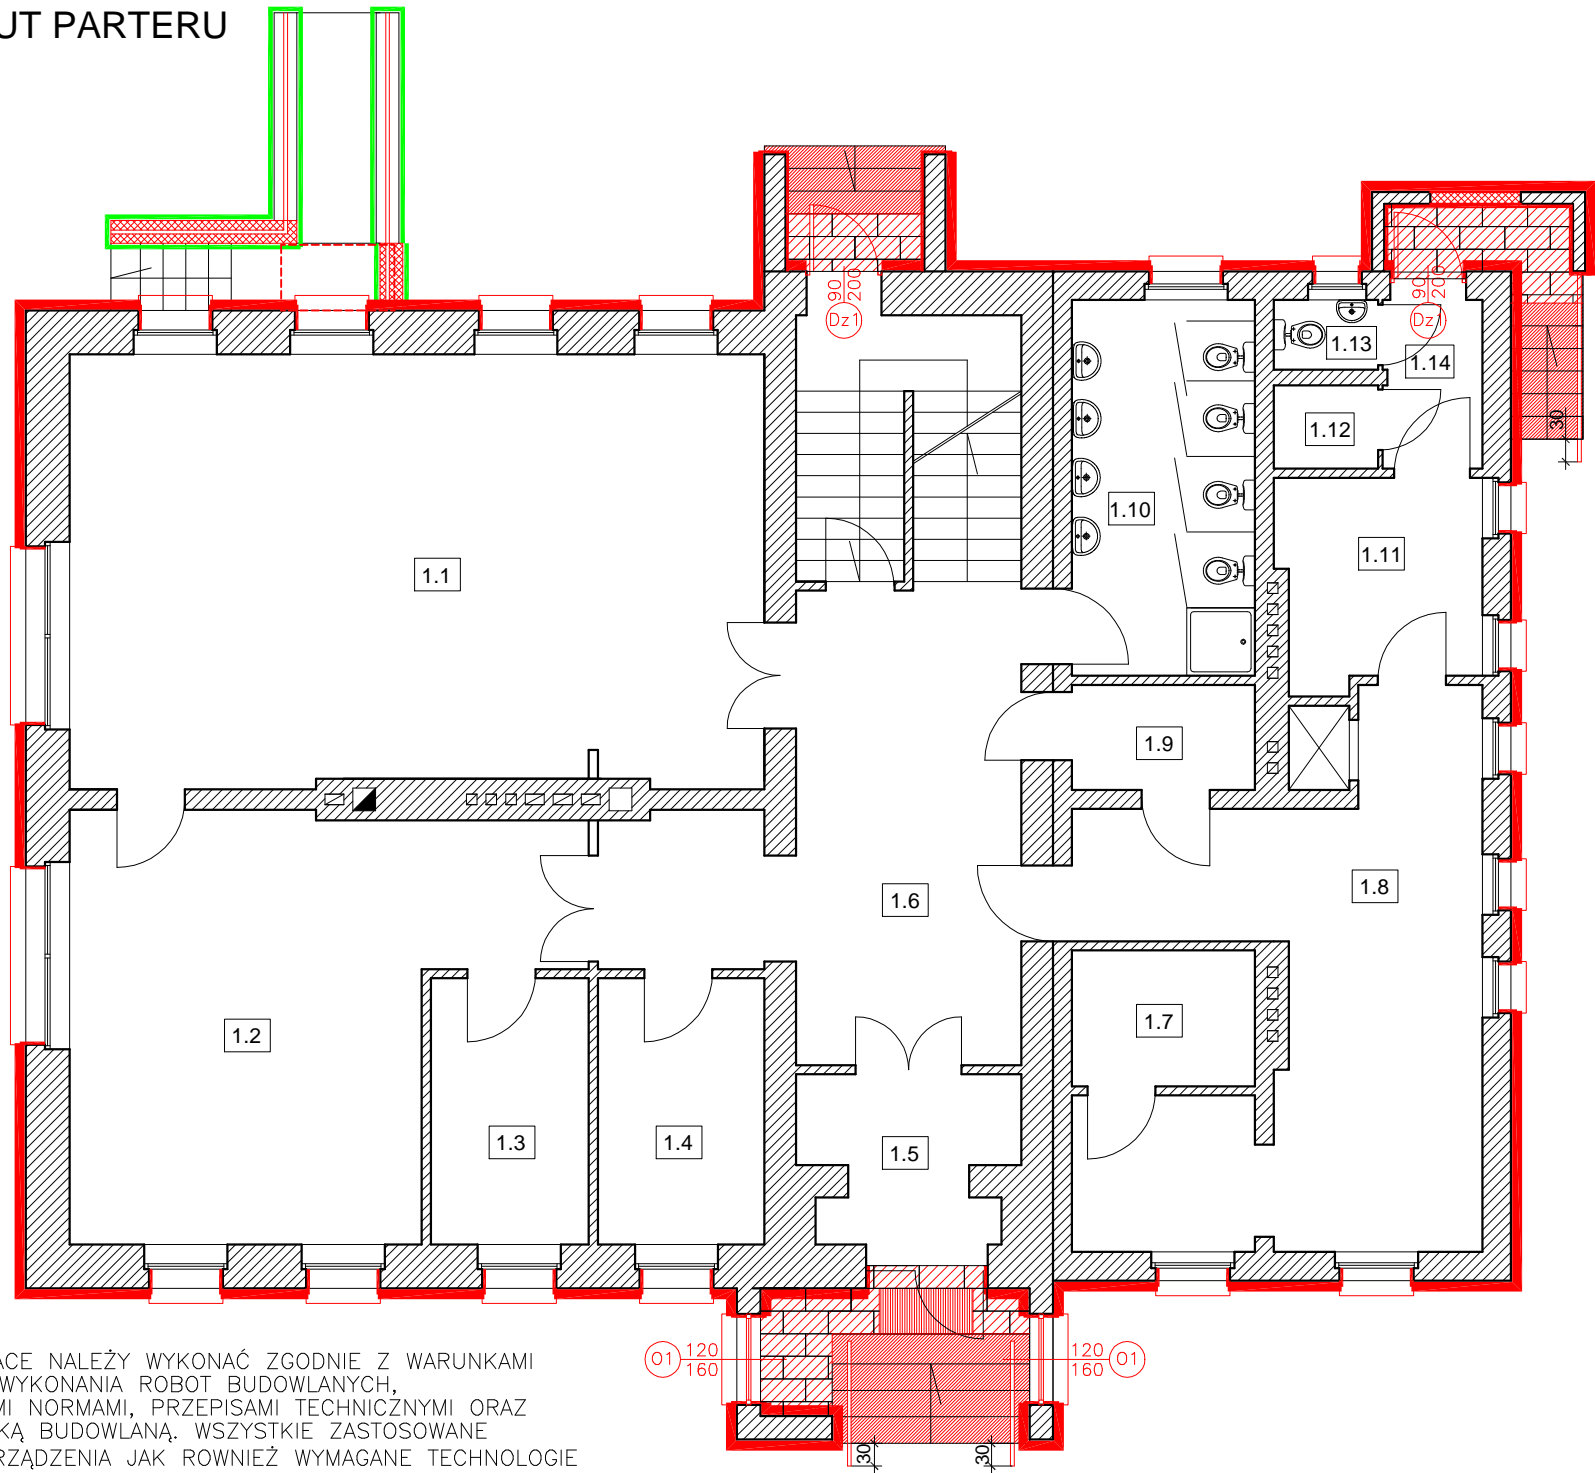 UT PARTERU
90
200
Dz1
90
200
Dz1
1.13
1.14
30
1.12
1.10
1.11
1.1
1.9
1.8
1.6
1.2
1.7
1.3
1.4
1.5
O1 120
160
120 O1
160
30
30
ACE NALEŻY WYKONAĆ ZGODNIE Z WARUNKAMI
WYKONANIA ROBOT BUDOWLANYCH,
MI NORMAMI, PRZEPISAMI TECHNICZNYMI ORAZ
KĄ BUDOWLANĄ. WSZYSTKIE ZASTOSOWANE
RZĄDZENIA JAK ROWNIEŻ WYMAGANE TECHNOLOGIE